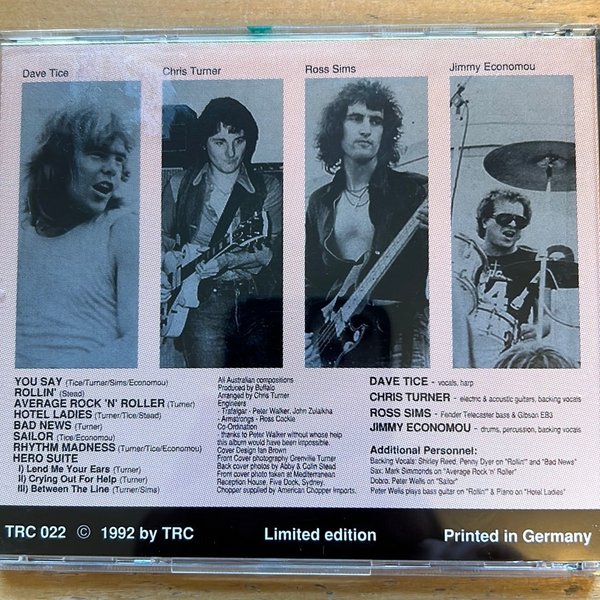 Dave Tice
Chris Turner
Ross Sims
Jimmy Economou
YOU SAY (Tice/Turner/Sims/Economou)
ROLLIN' (Stead)
AVERAGE ROCK 'N' ROLLER (Turner)
HOTEL LADIES (Turner/Tice/Stead)
BAD NEWS (Turner)
SAILOR (Tice/Economou)
RHYTHM MADNESS (Turner/Tice/Economou)
HERO SUITE
I) Lend Me Your Ears (Turner)
II) Crying Out For Help (Turner)
III) Between The Line (Turner/Sims)
All Australian compositions
Produced by Buffalo
Arranged by Chris Turner
Engineers
- Trafalgar - Peter Walker, John Zulaikha
- Armstrongs - Ross Cockle
Co-Ordination
- thanks to Peter Walker without whose help
this album would have been impossible.
Cover Design Ian Brown
Front Cover photography Grenville Turner
Back cover photos by Abby & Colin Stead
Front Cover photo taken at Mediterranean
Reception House, Five Dock, Sydney.
Chopper supplied by American Chopper Imports.
DAVE TICE - vocals, harp
CHRIS TURNER - electric & acoustic guitars, backing vocals
ROSS SIMS - Fender Telecaster bass & Gibson EB3
JIMMY ECONOMOU - drums, percussion, backing vocals
Additional Personnel:
Backing Vocals: Shirley Reed, Penny Dyer on "Rollin'" and "Bad News"
Sax: Mark Simmonds on "Average Rock 'n' Roller"
Dobro: Peter Wells on "Sailor"
Peter Wells plays bass guitar on "Rollin'" & Piano on "Hotel Ladies"
TRC 022 © 1992 by TRC Limited edition Printed in Germany